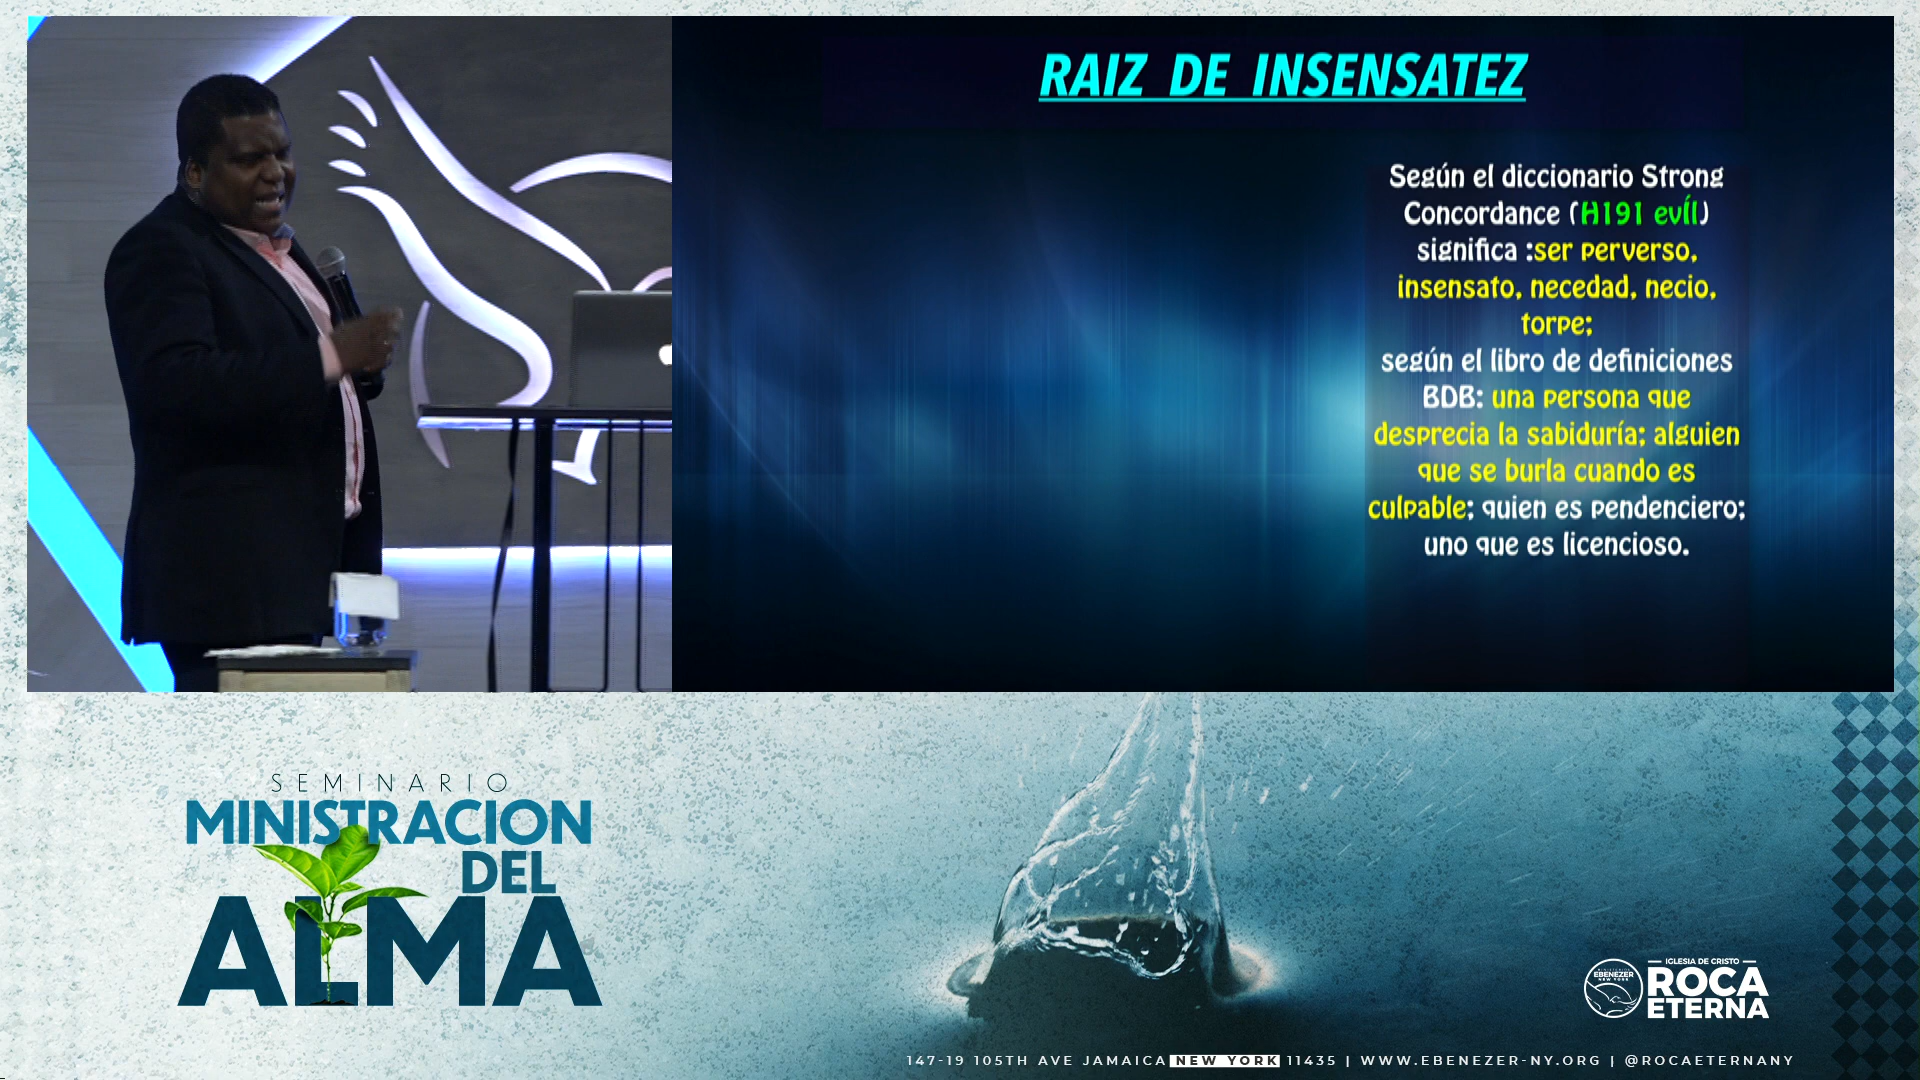 RAIZ DE INSENSATEZ
Según el diccionario Strong
Concordance (H191 evÍl)
significa :ser perverso,
insensato, necedad, necio,
torpe;
según el libro de definiciones
BDB: una persona que
desprecia la sabiduría; alguien
que se burla cuando es
culpable; quien es pendenciero;
uno que es licencioso.
SEMINARIO
MINISTRACION
DEL
ALMA
EBENEZER
NEW YORK
IGLESIA DE CRISTO
ROCA
ETERNA
147-19 105TH AVE JAMAICA NEW YORK 11435 | WWW.EBENEZER-NY.ORG | @ROCAETERNANY